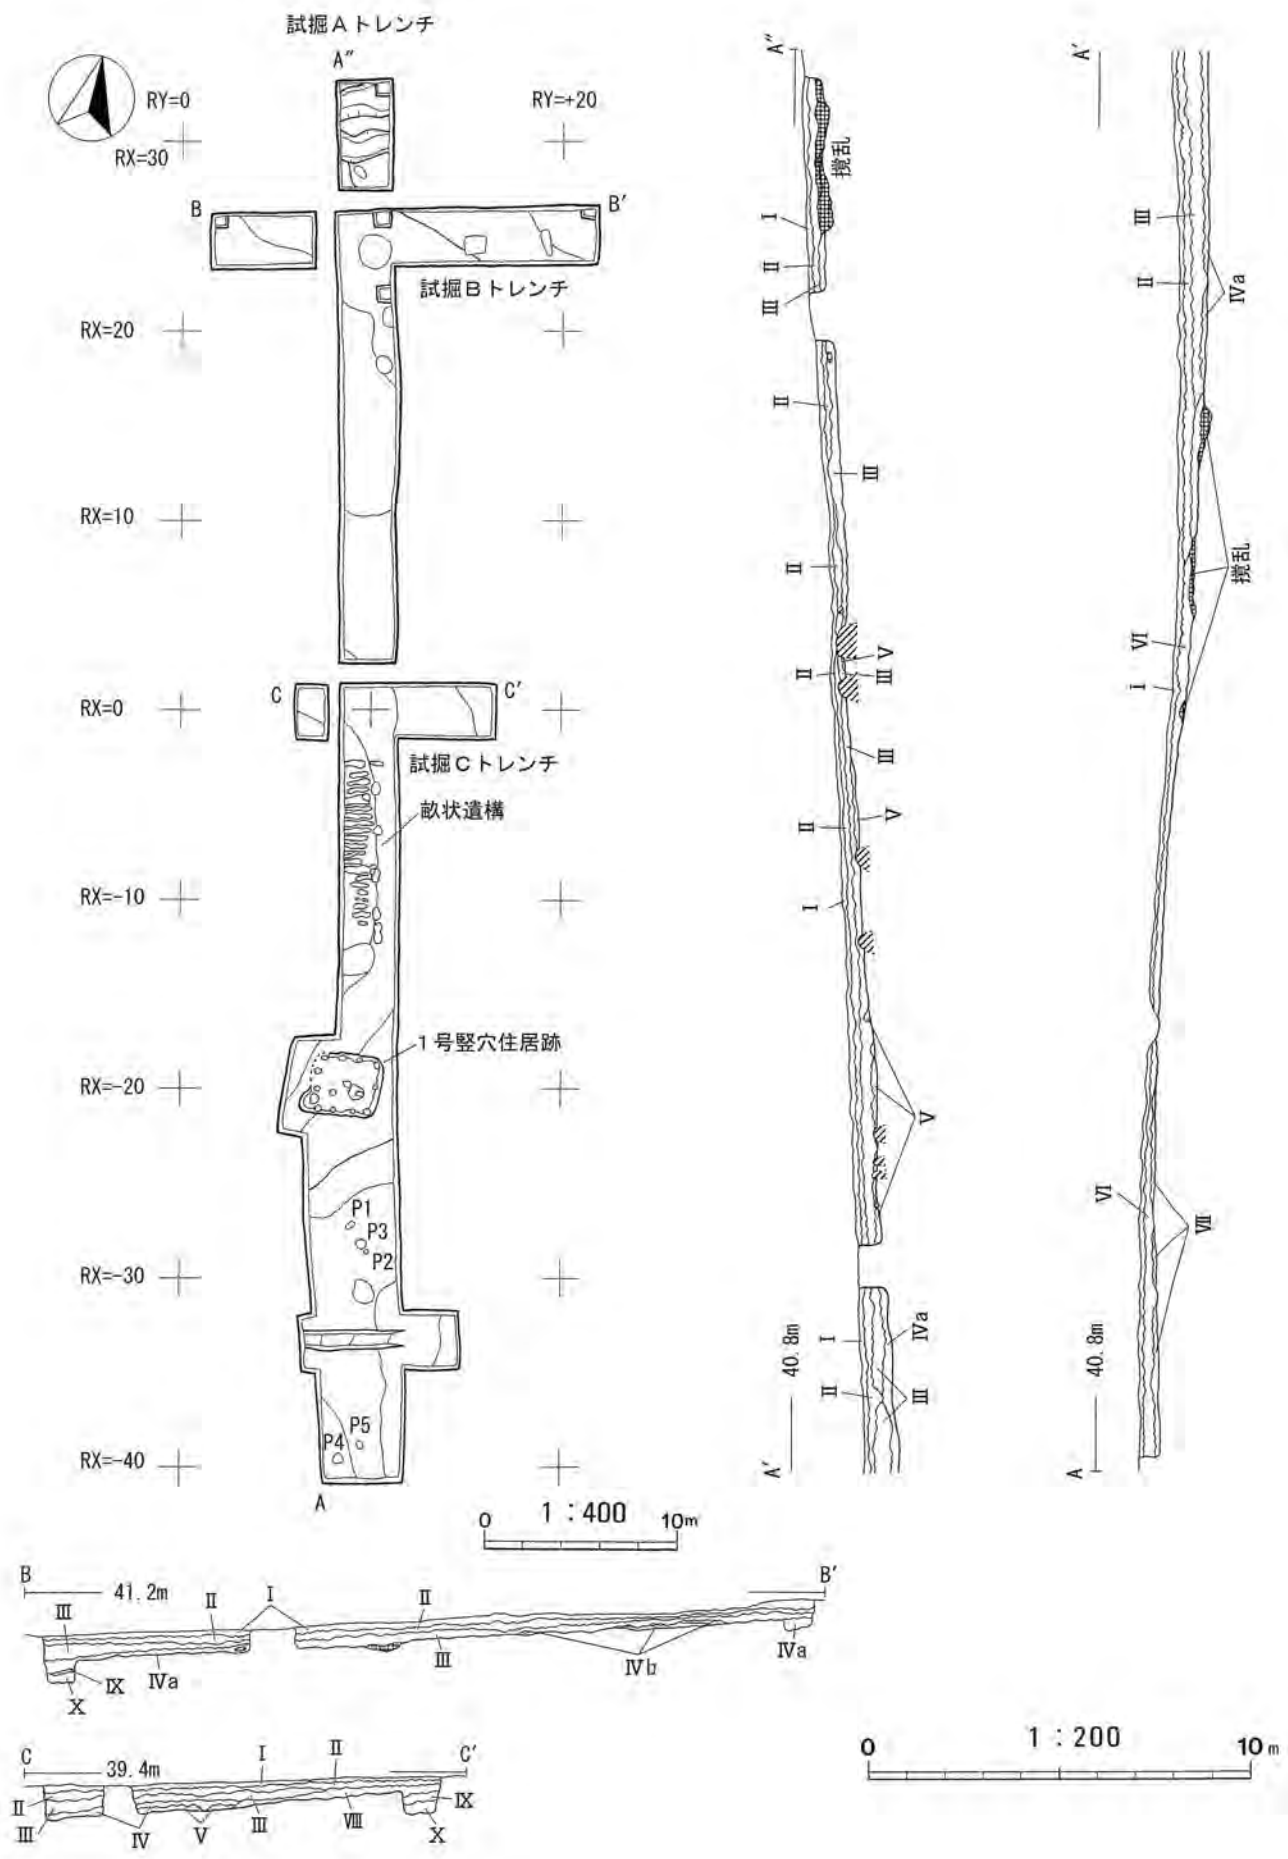 試掘Aトレンチ
A″
RY=0
RY=+20
RX=30
B
B′
試掘Bトレンチ
RX=20
RX=10
C
C′
RX=0
試掘Cトレンチ
畝状遺構
RX=-10
1号竪穴住居跡
RX=-20
P1
P3
P2
RX=-30
P5
P4
RX=-40
A
0 1:400 10m
A″
攪乱
I
II
III
II
III
II
V
II
III
III
V
II
I
V
I
IVa
40.8m
II
III
A′
A′
III
II
IVa
攪乱
VI
I
VI
VII
40.8m
A
B
B′
41.2m
III
II
I
II
IX
X
IVa
III
IVb
IVa
C
C′
39.4m
I
II
II
III
IV
V
III
VIII
IX
X
0 1:200 10m